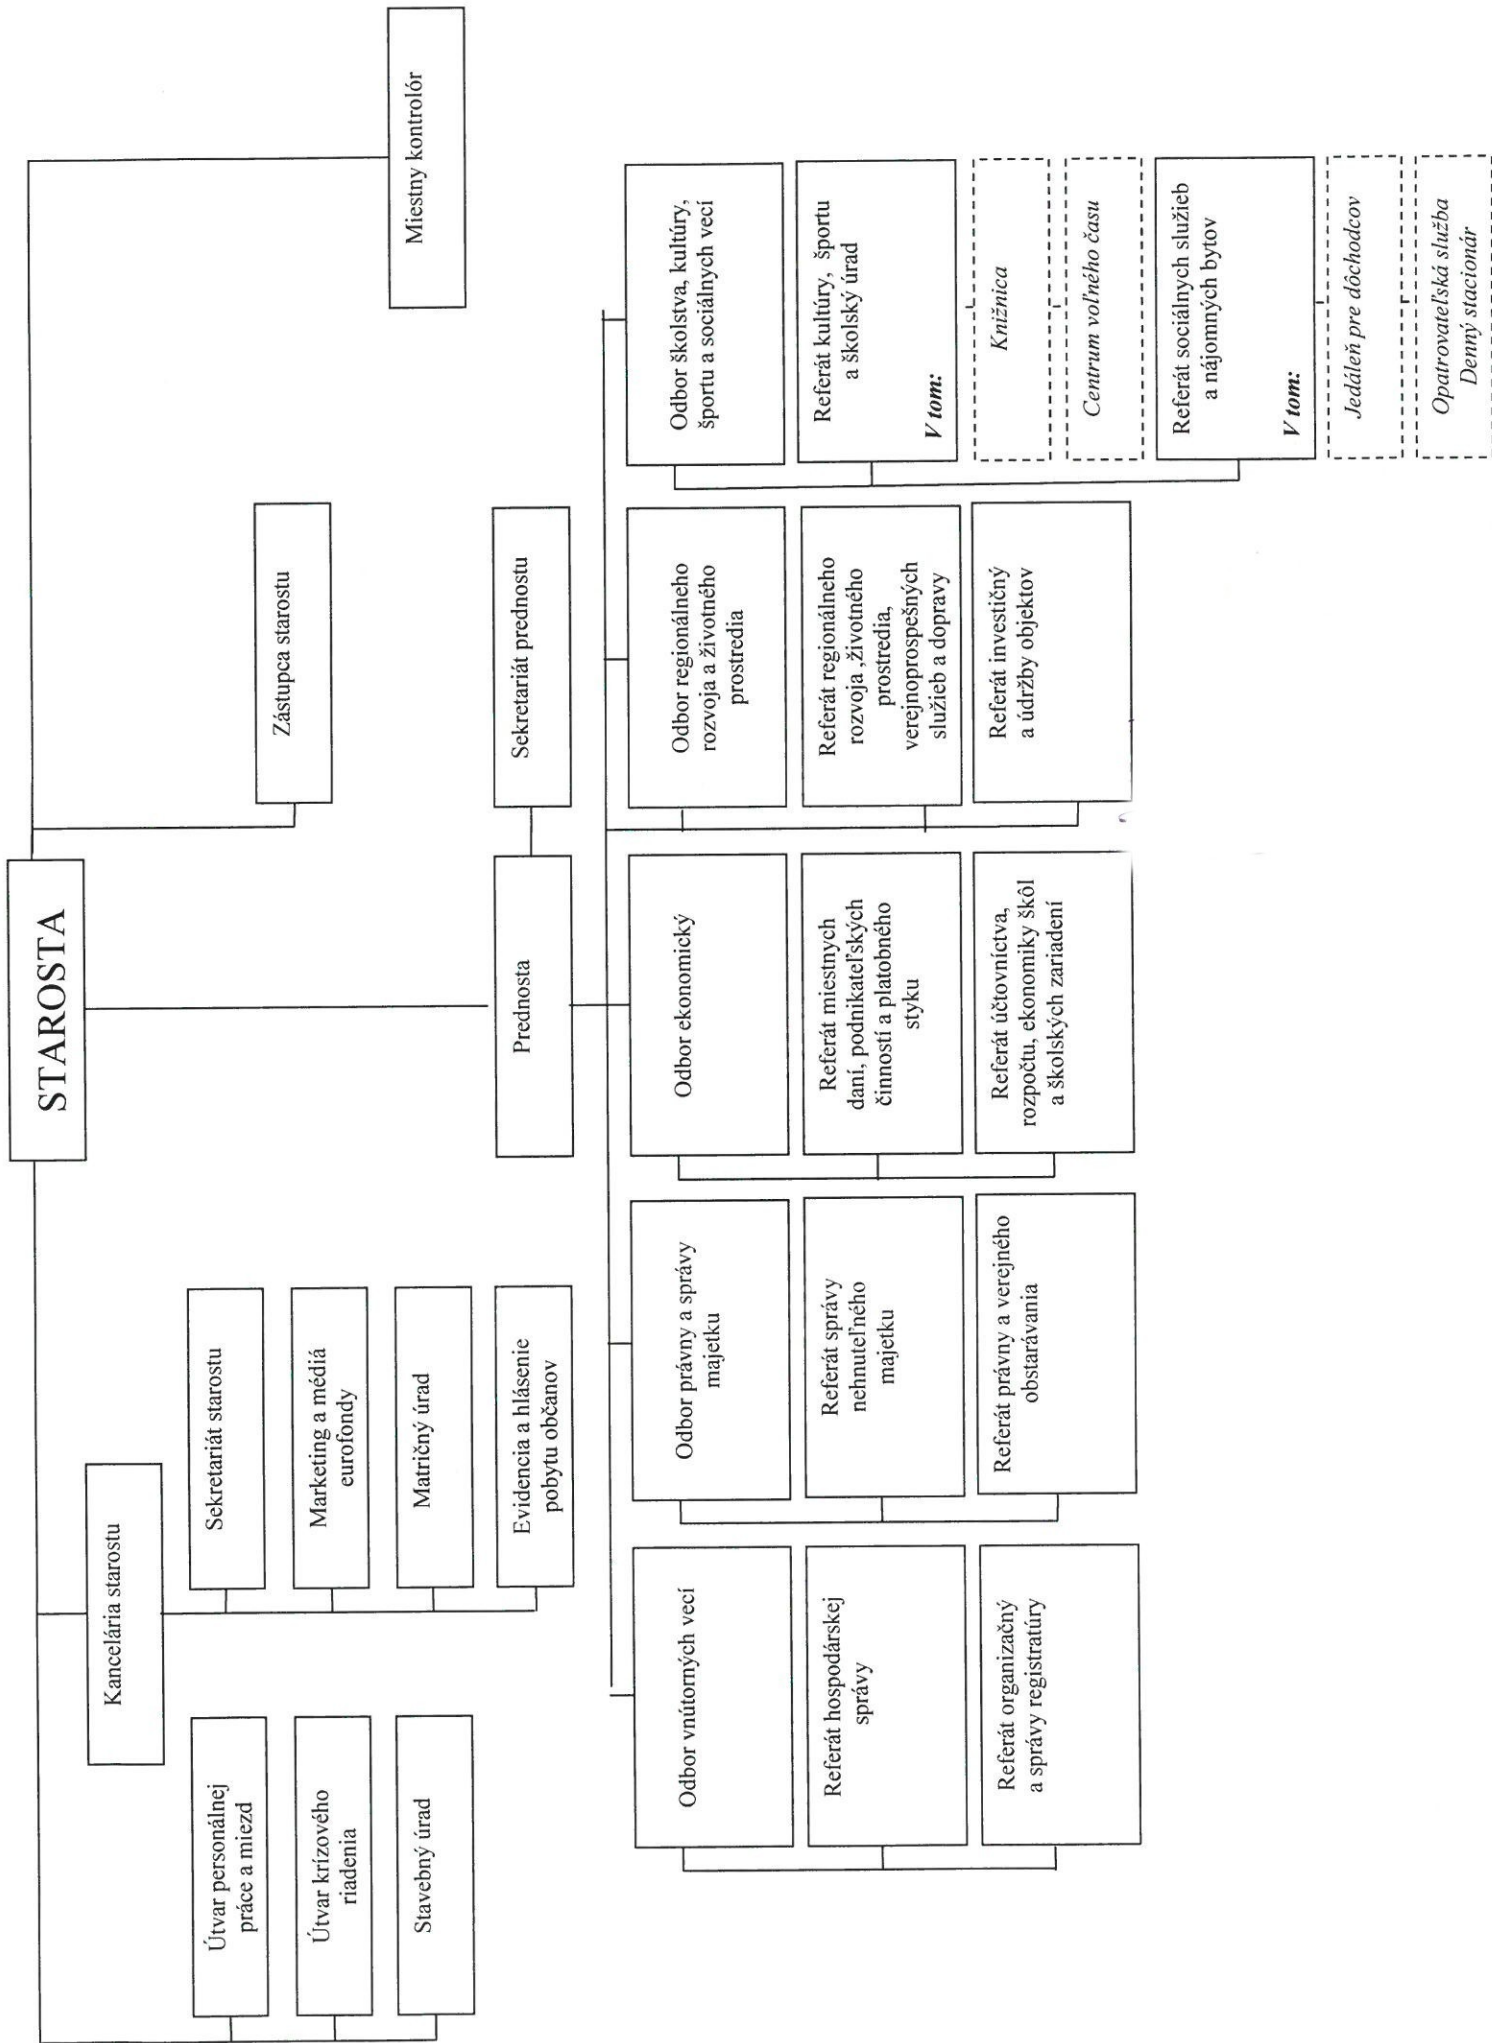 STAROSTA
Miestny kontrolór
Zástupca starostu
Kancelária starostu
Sekretariát starostu
Marketing a médiá
eurofondy
Matričný úrad
Evidencia a hlásenie
pobytu občanov
Útvar personálnej
práce a miezd
Útvar krízového
riadenia
Stavebný úrad
Prednosta
Sekretariát prednostu
Odbor vnútorných vecí
Referát hospodárskej
správy
Referát organizačný
a správy registratúry
Odbor právny a správy
majetku
Referát správy
nehnuteľného
majetku
Referát právny a verejného
obstarávania
Odbor ekonomický
Referát miestnych
daní, podnikateľských
činností a platobného
styku
Referát účtovníctva,
rozpočtu, ekonomiky škôl
a školských zariadení
Odbor regionálneho
rozvoja a životného
prostredia
Referát regionálneho
rozvoja ,životného
prostredia,
verejnoprospešných
služieb a dopravy
Referát investičný
a údržby objektov
Odbor školstva, kultúry,
športu a sociálnych vecí
Referát kultúry, športu
a školský úrad
V tom:
Knižnica
Centrum voľného času
Referát sociálnych služieb
a nájomných bytov
V tom:
Jedáleň pre dôchodcov
Opatrovateľská služba
Denný stacionár